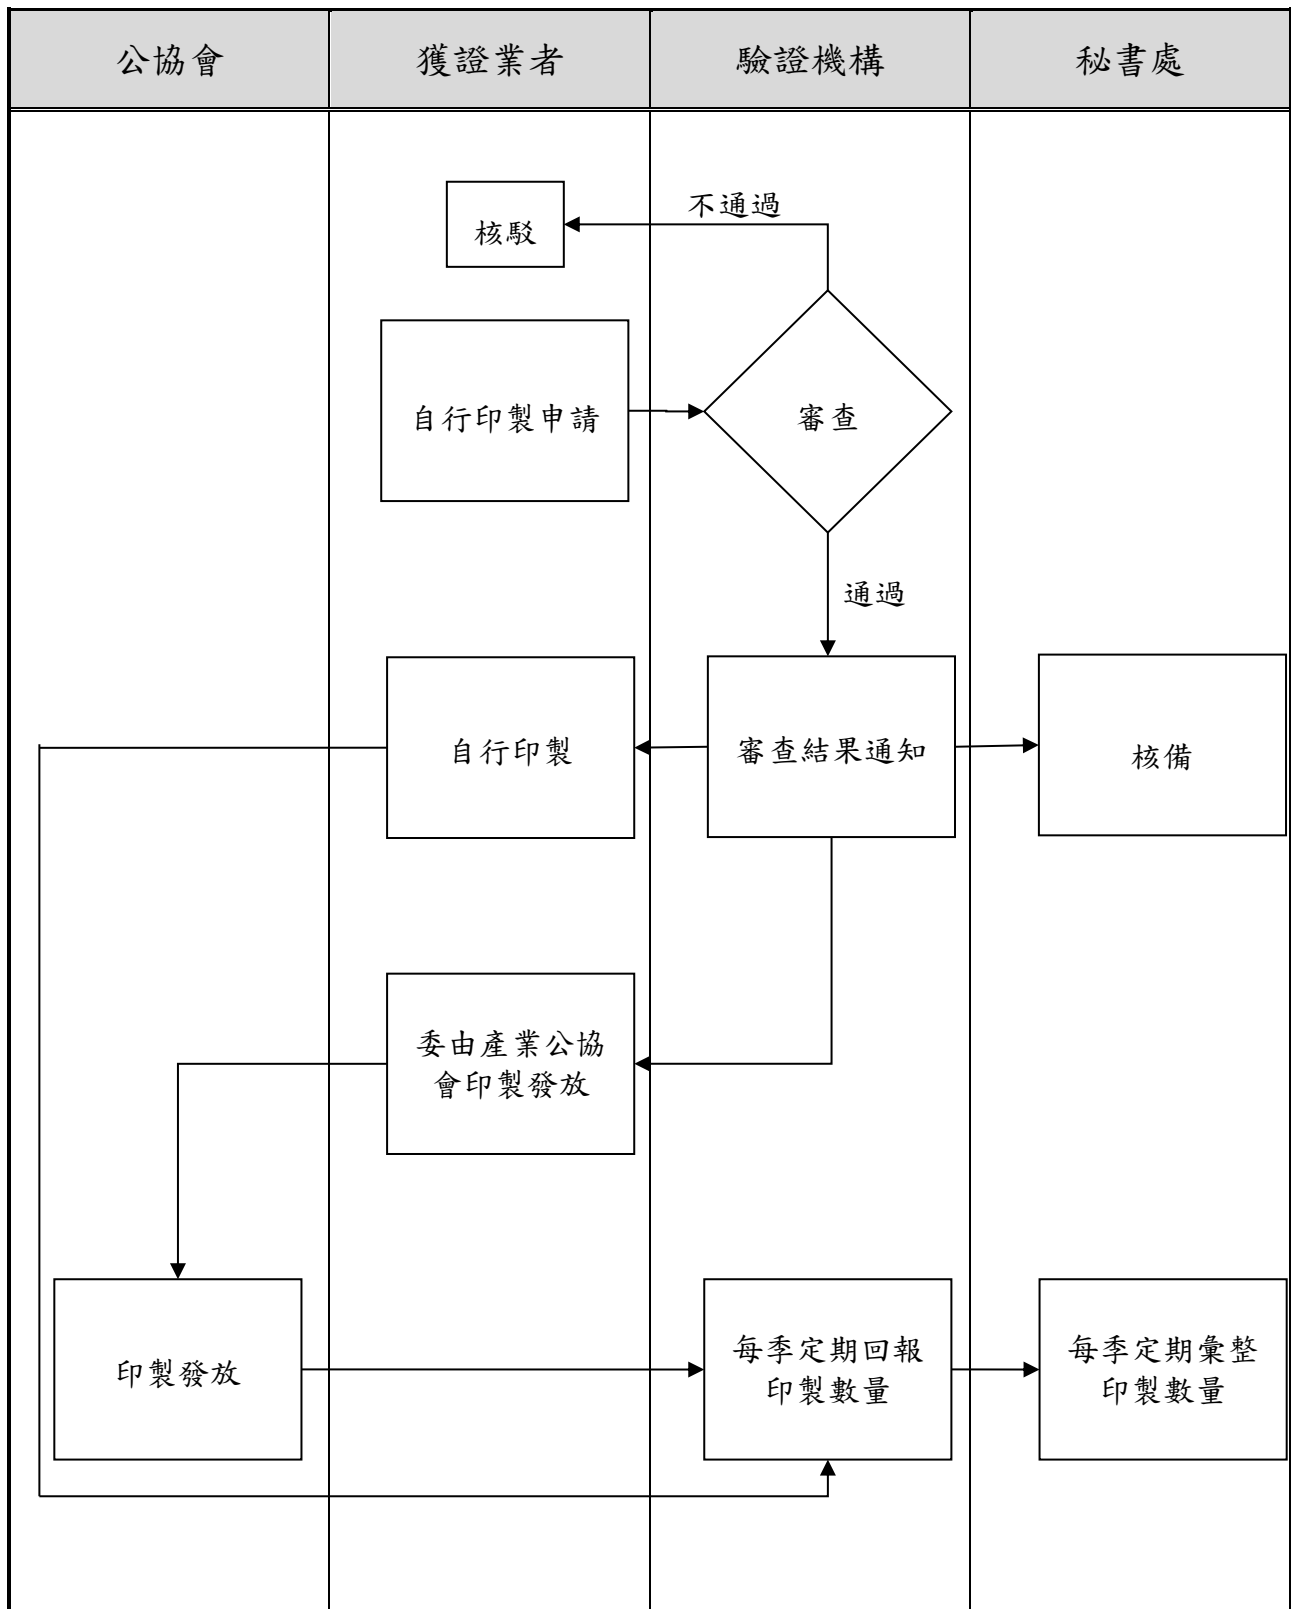 公協會
獲證業者
驗證機構
秘書處
不通過
核駁
自行印製申請
審查
通過
自行印製
審查結果通知
核備
委由產業公協
會印製發放
印製發放
每季定期回報
印製數量
每季定期彙整
印製數量